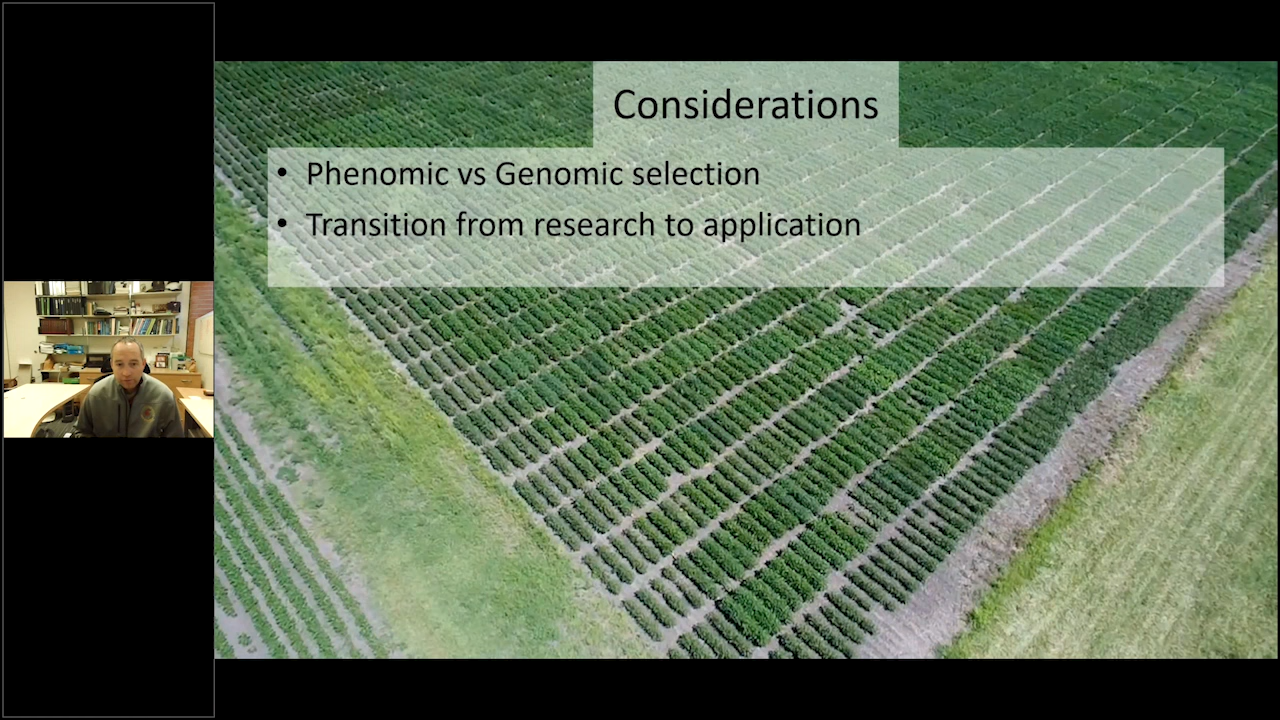 Considerations
• Phenomic vs Genomic selection
• Transition from research to application